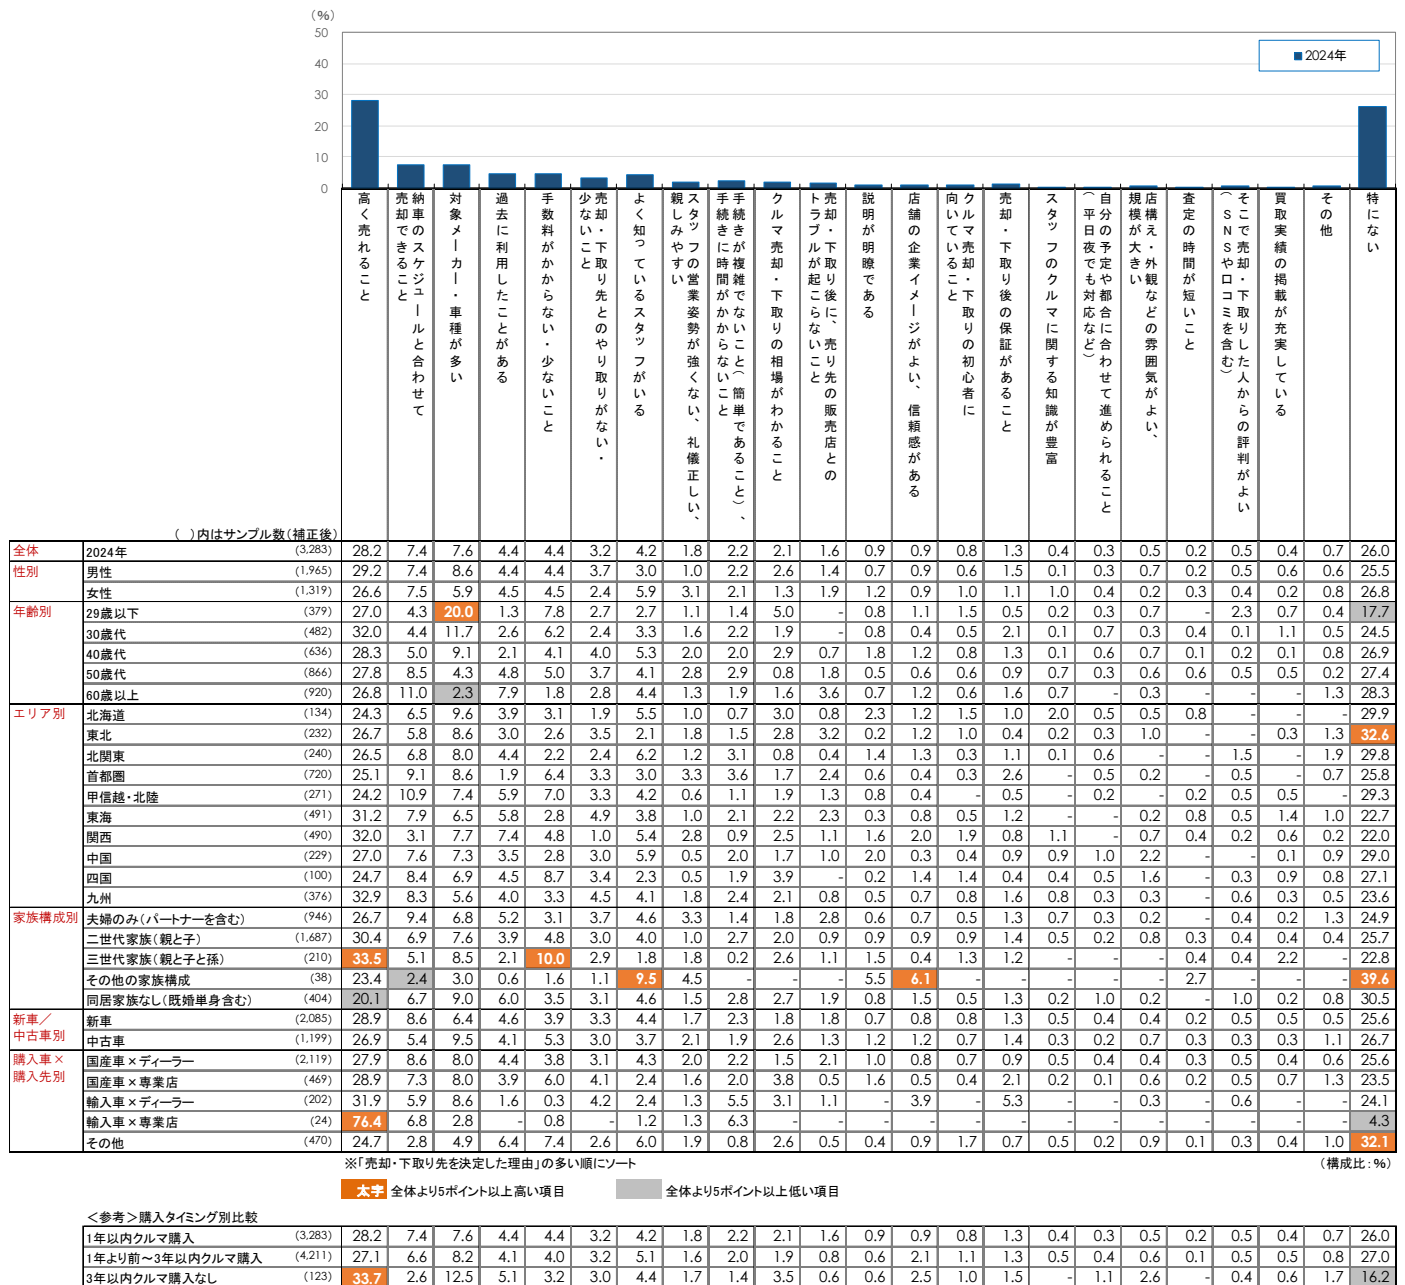 (%)
50
40
30
20
10
0
2024年
高く売れること
納車のスケジュールと合わせて
売却できること
対象メーカー・車種が多い
過去に利用したことがある
手数料がかからない・少ないこと
売却・下取り先とのやり取りがない・
少ないこと
よく知っているスタッフがいる
スタッフの営業姿勢が強くない、礼儀正しい、
親しみやすい
手続きが複雑でないこと(簡単であること)、
手続きに時間がかからないこと
クルマ売却・下取りの相場がわかること
売却・下取り後に、売り先の販売店との
トラブルが起こらないこと
説明が明瞭である
店舗の企業イメージがよい、信頼感がある
クルマ売却・下取りの初心者に
向いていること
売却・下取り後の保証があること
スタッフのクルマに関する知識が豊富
自分の予定や都合に合わせて進められること
(平日夜でも対応など)
店構え・外観などの雰囲気がよい、
規模が大きい
査定の時間が短いこと
そこで売却・下取りした人からの評判がよい
(SNSや口コミを含む)
買取実績の掲載が充実している
その他
特にない
( )内はサンプル数(補正後)
全体 2024年 (3,283) 28.2 7.4 7.6 4.4 4.4 3.2 4.2 1.8 2.2 2.1 1.6 0.9 0.9 0.8 1.3 0.4 0.3 0.5 0.2 0.5 0.4 0.7 26.0
性別 男性 (1,965) 29.2 7.4 8.6 4.4 4.4 3.7 3.0 1.0 2.2 2.6 1.4 0.7 0.9 0.6 1.5 0.1 0.3 0.7 0.2 0.5 0.6 0.6 25.5
女性 (1,319) 26.6 7.5 5.9 4.5 4.5 2.4 5.9 3.1 2.1 1.3 1.9 1.2 0.9 1.0 1.1 1.0 0.4 0.2 0.3 0.4 0.2 0.8 26.8
年齢別 29歳以下 (379) 27.0 4.3 20.0 1.3 7.8 2.7 2.7 1.1 1.4 5.0 - 0.8 1.1 1.5 0.5 0.2 0.3 0.7 - 2.3 0.7 0.4 17.7
30歳代 (482) 32.0 4.4 11.7 2.6 6.2 2.4 3.3 1.6 2.2 1.9 - 0.8 0.4 0.5 2.1 0.1 0.7 0.3 0.4 0.1 1.1 0.5 24.5
40歳代 (636) 28.3 5.0 9.1 2.1 4.1 4.0 5.3 2.0 2.0 2.9 0.7 1.8 1.2 0.8 1.3 0.1 0.6 0.7 0.1 0.2 0.1 0.8 26.9
50歳代 (866) 27.8 8.5 4.3 4.8 5.0 3.7 4.1 2.8 2.9 0.8 1.8 0.5 0.6 0.6 0.9 0.7 0.3 0.6 0.6 0.5 0.5 0.2 27.4
60歳以上 (920) 26.8 11.0 2.3 7.9 1.8 2.8 4.4 1.3 1.9 1.6 3.6 0.7 1.2 0.6 1.6 0.7 - 0.3 - - - 1.3 28.3
エリア別 北海道 (134) 24.3 6.5 9.6 3.9 3.1 1.9 5.5 1.0 0.7 3.0 0.8 2.3 1.2 1.5 1.0 2.0 0.5 0.5 0.8 - - - 29.9
東北 (232) 26.7 5.8 8.6 3.0 2.6 3.5 2.1 1.8 1.5 2.8 3.2 0.2 1.2 1.0 0.4 0.2 0.3 1.0 - - 0.3 1.3 32.6
北関東 (240) 26.5 6.8 8.0 4.4 2.2 2.4 6.2 1.2 3.1 0.8 0.4 1.4 1.3 0.3 1.1 0.1 0.6 - - 1.5 - 1.9 29.8
首都圏 (720) 25.1 9.1 8.6 1.9 6.4 3.3 3.0 3.3 3.6 1.7 2.4 0.6 0.4 0.3 2.6 - 0.5 0.2 - 0.5 - 0.7 25.8
甲信越・北陸 (271) 24.2 10.9 7.4 5.9 7.0 3.3 4.2 0.6 1.1 1.9 1.3 0.8 0.4 - 0.5 - 0.2 - 0.2 0.5 0.5 - 29.3
東海 (491) 31.2 7.9 6.5 5.8 2.8 4.9 3.8 1.0 2.1 2.2 2.3 0.3 0.8 0.5 1.2 - - 0.2 0.8 0.5 1.4 1.0 22.7
関西 (490) 32.0 3.1 7.7 7.4 4.8 1.0 5.4 2.8 0.9 2.5 1.1 1.6 2.0 1.9 0.8 1.1 - 0.7 0.4 0.2 0.6 0.2 22.0
中国 (229) 27.0 7.6 7.3 3.5 2.8 3.0 5.9 0.5 2.0 1.7 1.0 2.0 0.3 0.4 0.9 0.9 1.0 2.2 - - 0.1 0.9 29.0
四国 (100) 24.7 8.4 6.9 4.5 8.7 3.4 2.3 0.5 1.9 3.9 - 0.2 1.4 1.4 0.4 0.4 0.5 1.6 - 0.3 0.9 0.8 27.1
九州 (376) 32.9 8.3 5.6 4.0 3.3 4.5 4.1 1.8 2.4 2.1 0.8 0.5 0.7 0.8 1.6 0.8 0.3 0.3 - 0.6 0.3 0.5 23.6
家族構成別 夫婦のみ(パートナーを含む) (946) 26.7 9.4 6.8 5.2 3.1 3.7 4.6 3.3 1.4 1.8 2.8 0.6 0.7 0.5 1.3 0.7 0.3 0.2 - 0.4 0.2 1.3 24.9
二世代家族(親と子) (1,687) 30.4 6.9 7.6 3.9 4.8 3.0 4.0 1.0 2.7 2.0 0.9 0.9 0.9 0.9 1.4 0.5 0.2 0.8 0.3 0.4 0.4 0.4 25.7
三世代家族(親と子と孫) (210) 33.5 5.1 8.5 2.1 10.0 2.9 1.8 1.8 0.2 2.6 1.1 1.5 0.4 1.3 1.2 - - - 0.4 0.4 2.2 - 22.8
その他の家族構成 (38) 23.4 2.4 3.0 0.6 1.6 1.1 9.5 4.5 - - - 5.5 6.1 - - - - - 2.7 - - - 39.6
同居家族なし(既婚単身含む) (404) 20.1 6.7 9.0 6.0 3.5 3.1 4.6 1.5 2.8 2.7 1.9 0.8 1.5 0.5 1.3 0.2 1.0 0.2 - 1.0 0.2 0.8 30.5
新車/
中古車別
新車 (2,085) 28.9 8.6 6.4 4.6 3.9 3.3 4.4 1.7 2.3 1.8 1.8 0.7 0.8 0.8 1.3 0.5 0.4 0.4 0.2 0.5 0.5 0.5 25.6
中古車 (1,199) 26.9 5.4 9.5 4.1 5.3 3.0 3.7 2.1 1.9 2.6 1.3 1.2 1.2 0.7 1.4 0.3 0.2 0.7 0.3 0.3 0.3 1.1 26.7
購入車×
購入先別
国産車×ディーラー (2,119) 27.9 8.6 8.0 4.4 3.8 3.1 4.3 2.0 2.2 1.5 2.1 1.0 0.8 0.7 0.9 0.5 0.4 0.4 0.3 0.5 0.4 0.6 25.6
国産車×専業店 (469) 28.9 7.3 8.0 3.9 6.0 4.1 2.4 1.6 2.0 3.8 0.5 1.6 0.5 0.4 2.1 0.2 0.1 0.6 0.2 0.5 0.7 1.3 23.5
輸入車×ディーラー (202) 31.9 5.9 8.6 1.6 0.3 4.2 2.4 1.3 5.5 3.1 1.1 - 3.9 - 5.3 - - 0.3 - 0.6 - - 24.1
輸入車×専業店 (24) 76.4 6.8 2.8 - 0.8 - 1.2 1.3 6.3 - - - - - - - - - - - - - 4.3
その他 (470) 24.7 2.8 4.9 6.4 7.4 2.6 6.0 1.9 0.8 2.6 0.5 0.4 0.9 1.7 0.7 0.5 0.2 0.9 0.1 0.3 0.4 1.0 32.1
※「売却・下取り先を決定した理由」の多い順にソート (構成比:%)
太字 全体より5ポイント以上高い項目 全体より5ポイント以上低い項目
<参考>購入タイミング別比較
1年以内クルマ購入 (3,283) 28.2 7.4 7.6 4.4 4.4 3.2 4.2 1.8 2.2 2.1 1.6 0.9 0.9 0.8 1.3 0.4 0.3 0.5 0.2 0.5 0.4 0.7 26.0
1年より前～3年以内クルマ購入 (4,211) 27.1 6.6 8.2 4.1 4.0 3.2 5.1 1.6 2.0 1.9 0.8 0.6 2.1 1.1 1.3 0.5 0.4 0.6 0.1 0.5 0.5 0.8 27.0
3年以内クルマ購入なし (123) 33.7 2.6 12.5 5.1 3.2 3.0 4.4 1.7 1.4 3.5 0.6 0.6 2.5 1.0 1.5 - 1.1 2.6 - 0.4 0.6 1.7 16.2